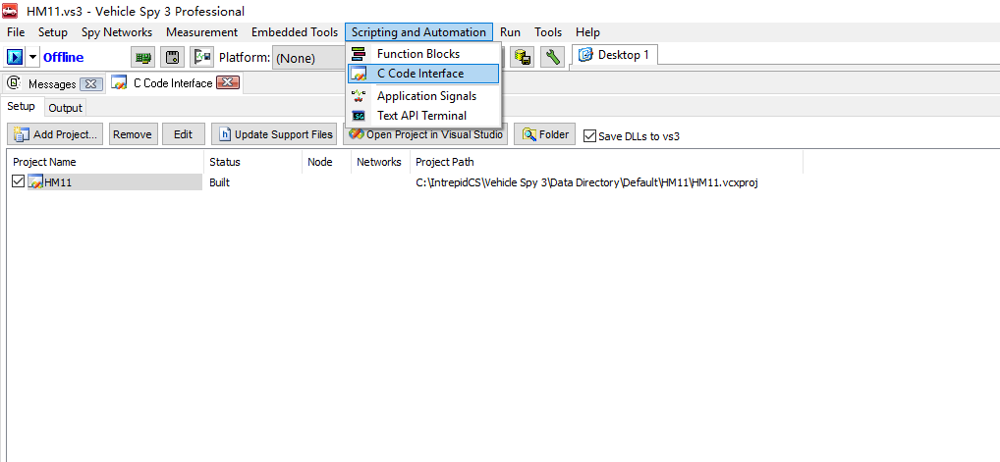 HM11.vs3 - Vehicle Spy 3 Professional
File Setup Spy Networks Measurement Embedded Tools Scripting and Automation Run Tools Help
Offline Platform: (None) Desktop 1
Function Blocks
C Code Interface
Application Signals
Text API Terminal
Messages C Code Interface
Setup Output
Add Project... Remove Edit Update Support Files Open Project in Visual Studio Folder Save DLLs to vs3
Project Name Status Node Networks Project Path
HM11 Built C:\IntrepidCS\Vehicle Spy 3\Data Directory\Default\HM11\HM11.vcxproj